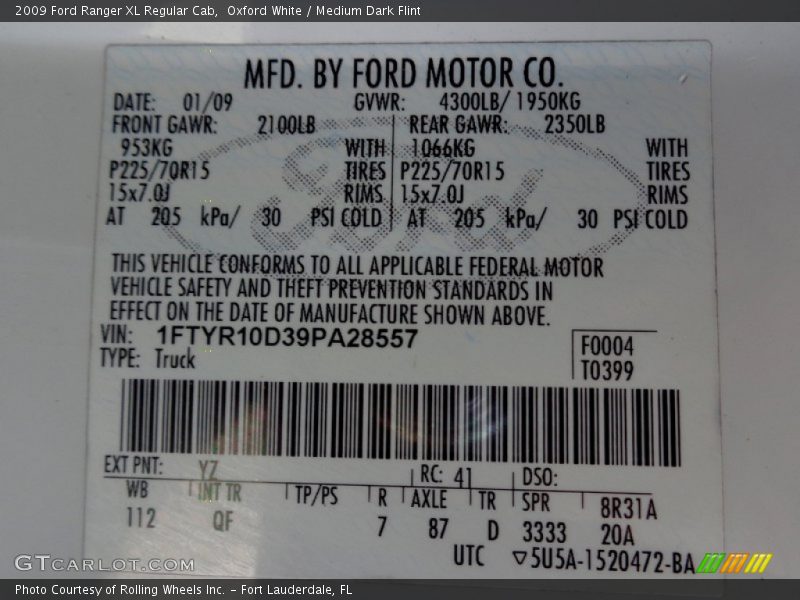 2009 Ford Ranger XL Regular Cab,  Oxford White / Medium Dark Flint
MFD. BY FORD MOTOR CO.
DATE: 01/09 GVWR: 4300LB/ 1950KG
FRONT GAWR: 2100LB REAR GAWR: 2350LB
953KG WITH 1066KG WITH
P225/70R15 TIRES P225/70R15 TIRES
15x7.0J RIMS 15x7.0J RIMS
AT 205 kPa/ 30 PSI COLD AT 205 kPa/ 30 PSI COLD
THIS VEHICLE CONFORMS TO ALL APPLICABLE FEDERAL MOTOR
VEHICLE SAFETY AND THEFT PREVENTION STANDARDS IN
EFFECT ON THE DATE OF MANUFACTURE SHOWN ABOVE.
VIN: 1FTYR10D39PA28557 F0004
TYPE: Truck T0399
EXT PNT: YZ RC: 41 DSO:
WB INT TR TP/PS R AXLE TR SPR 8R31A
112 QF 7 87 D 3333 20A
UTC ▽5U5A-1520472-BA
GTCARLOT.COM
Photo Courtesy of Rolling Wheels Inc. – Fort Lauderdale, FL